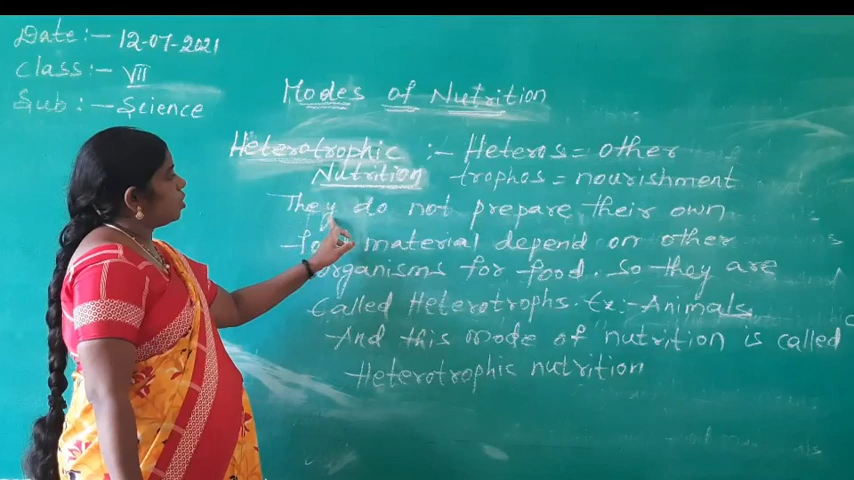 Date:- 12-07-2021
Class:- VII
Sub:- Science
Modes of Nutrition
Heterotrophic :- Heteros = other
Nutrition trophos = nourishment
They do not prepare their own
material depend on other
organisms for food. So they are
Called Heterotrophs. Ex:- Animals
And this mode of nutrition is called
Heterotrophic nutrition